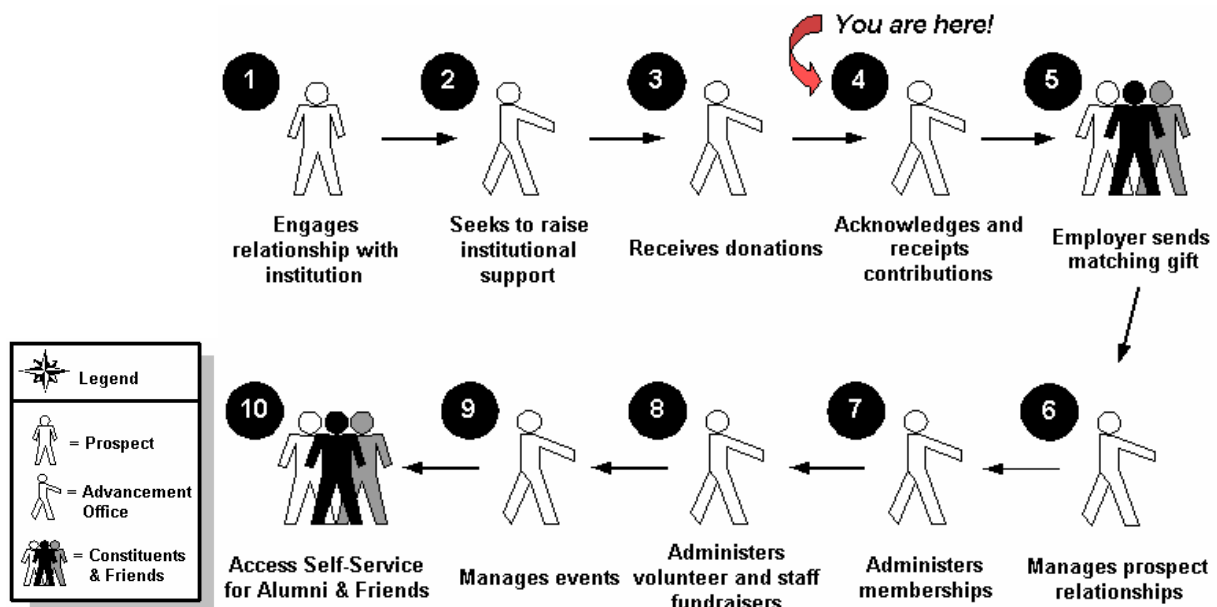 You are here!
1
2
3
4
5
Engages
relationship with
institution
Seeks to raise
institutional
support
Receives donations
Acknowledges and
receipts
contributions
Employer sends
matching gift
Legend
= Prospect
= Advancement
Office
= Constituents
& Friends
10
9
8
7
6
Access Self-Service
for Alumni & Friends
Manages events
Administers
volunteer and staff
fundraisers
Administers
memberships
Manages prospect
relationships